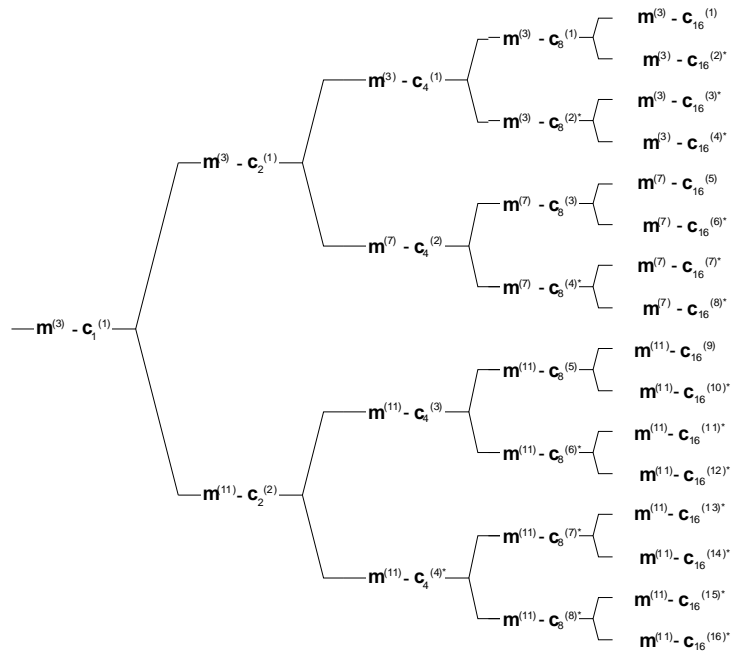 m(3) - c16(1)
m(3) - c8(1)
m(3) - c16(2)*
m(3) - c4(1)
m(3) - c16(3)*
m(3) - c8(2)*
m(3) - c16(4)*
m(3) - c2(1)
m(7) - c16(5)
m(7) - c8(3)
m(7) - c16(6)*
m(7) - c4(2)
m(7) - c16(7)*
m(7) - c8(4)*
m(7) - c16(8)*
m(3) - c1(1)
m(11) - c16(9)
m(11) - c8(5)
m(11) - c16(10)*
m(11) - c4(3)
m(11) - c16(11)*
m(11) - c8(6)*
m(11) - c16(12)*
m(11) - c2(2)
m(11) - c16(13)*
m(11) - c8(7)*
m(11) - c16(14)*
m(11) - c4(4)*
m(11) - c16(15)*
m(11) - c8(8)*
m(11) - c16(16)*